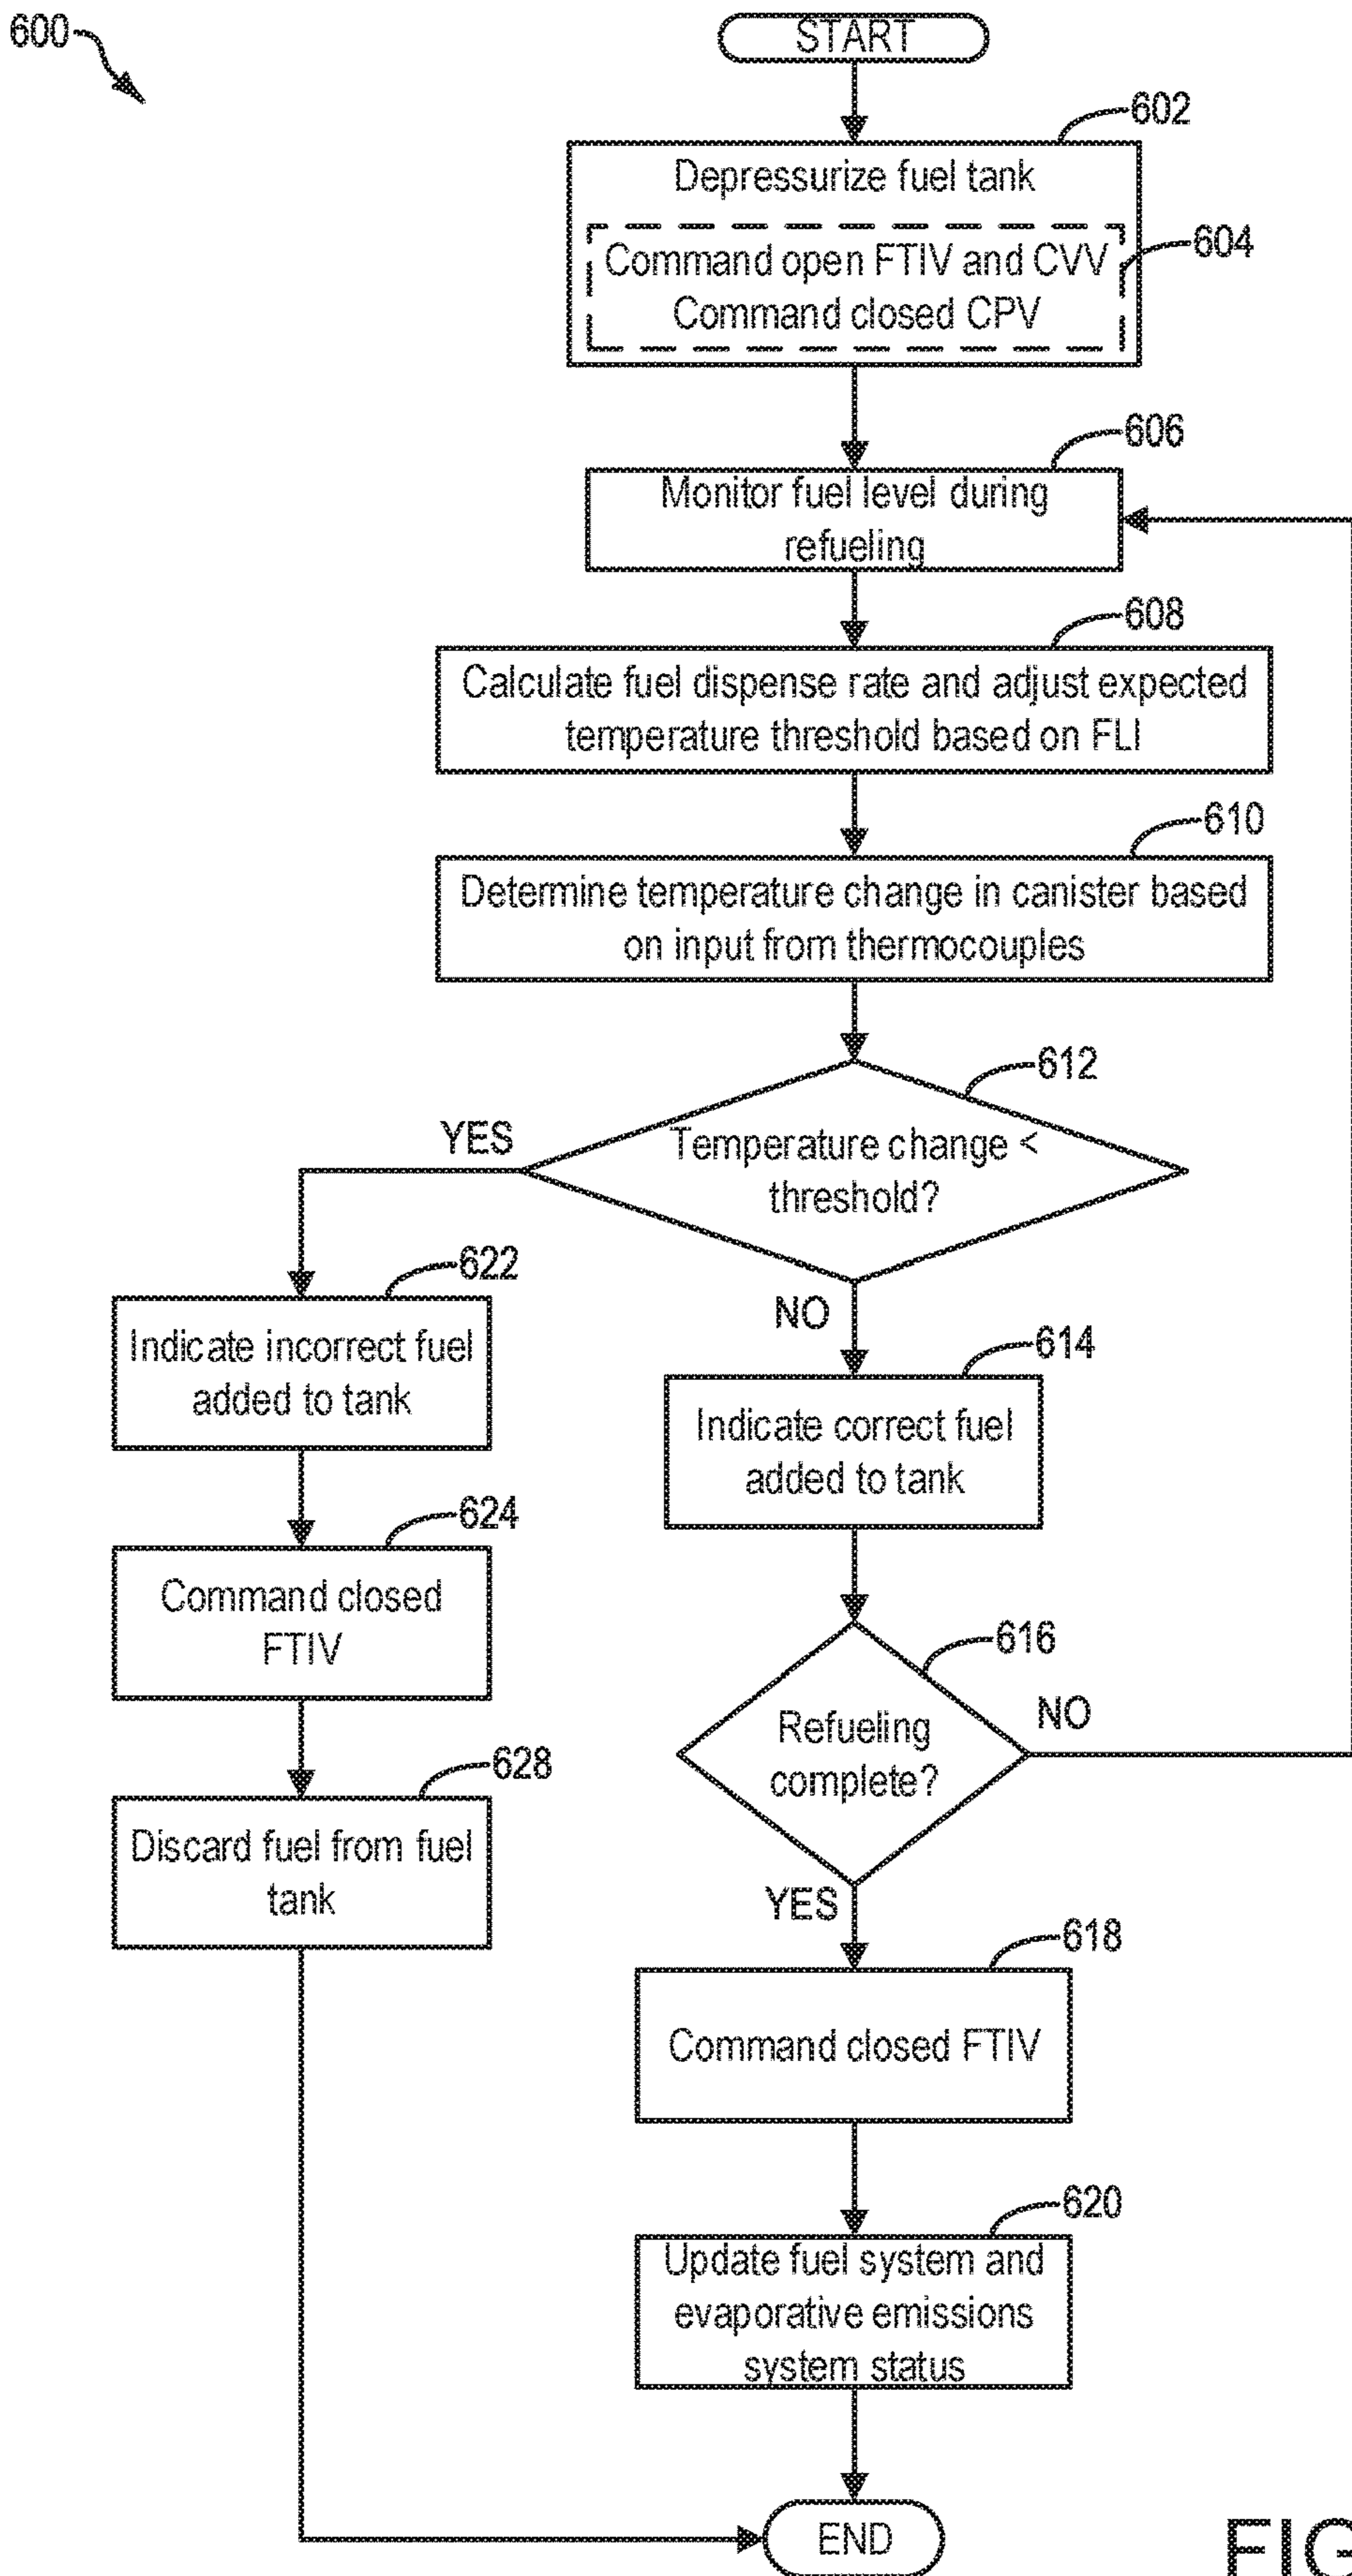 600
START
602
Depressurize fuel tank
604
Command open FTIV and CVV
Command closed CPV
606
Monitor fuel level during
refueling
608
Calculate fuel dispense rate and adjust expected
temperature threshold based on FLI
610
Determine temperature change in canister based
on input from thermocouples
612
Temperature change <
threshold?
YES
NO
622
Indicate incorrect fuel
added to tank
614
Indicate correct fuel
added to tank
624
Command closed
FTIV
616
Refueling
complete?
NO
YES
628
Discard fuel from fuel
tank
618
Command closed FTIV
620
Update fuel system and
evaporative emissions
system status
END
FIG